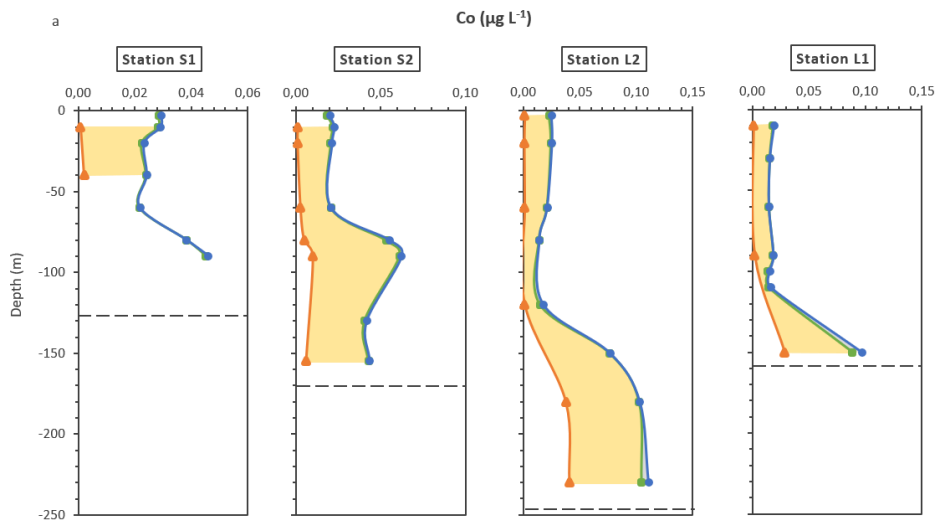 a
Co (µg L⁻¹)
Station S1
Station S2
Station L2
Station L1
0,00 0,02 0,04 0,06
0,00 0,05 0,10
0,00 0,05 0,10 0,15
0,00 0,05 0,10 0,15
Depth (m)
0
-50
-100
-150
-200
-250